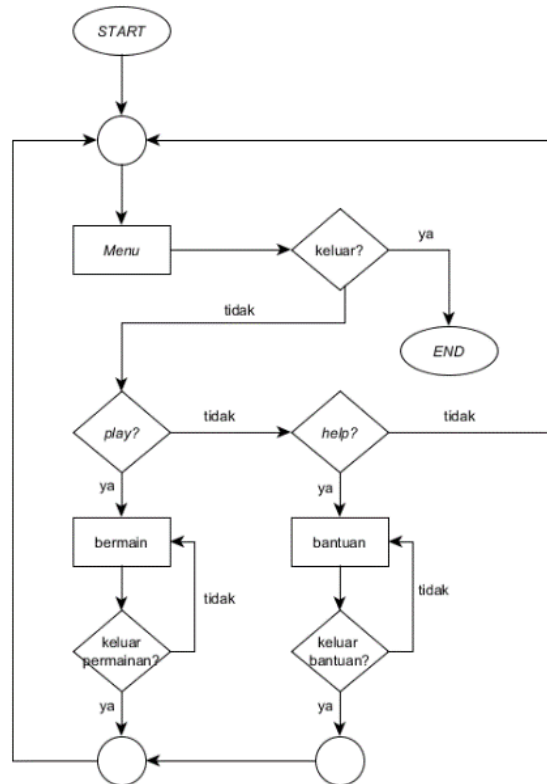 START
Menu
keluar?
ya
tidak
END
play?
tidak
help?
tidak
ya
ya
bermain
bantuan
tidak
tidak
keluar
permainan?
keluar
bantuan?
ya
ya